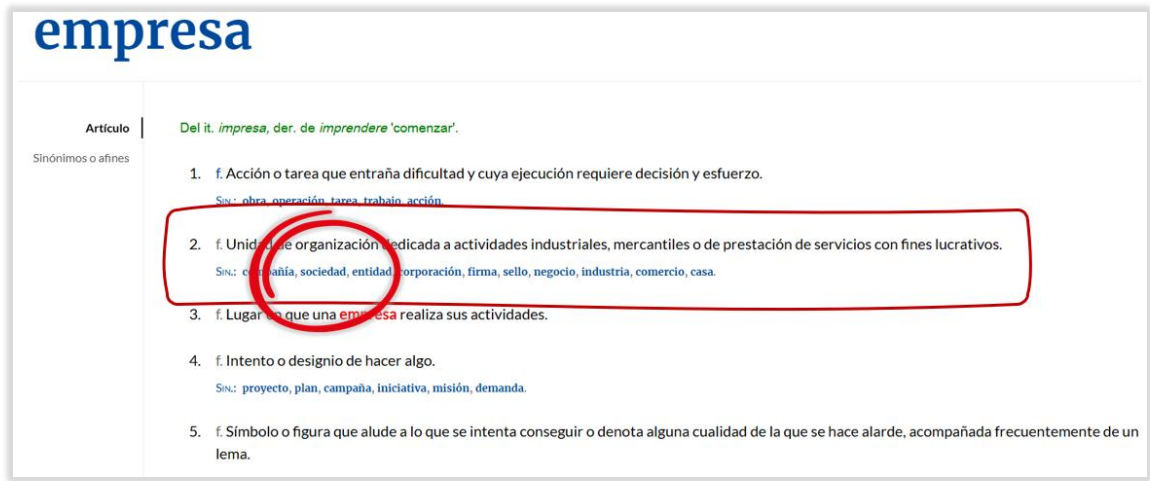 empresa
Artículo
Sinónimos o afines
Del it. impresa, der. de imprendere 'comenzar'.
1. f. Acción o tarea que entraña dificultad y cuya ejecución requiere decisión y esfuerzo.
SIN.: obra, operación, tarea, trabajo, acción.
2. f. Unidad de organización dedicada a actividades industriales, mercantiles o de prestación de servicios con fines lucrativos.
SIN.: compañía, sociedad, entidad, corporación, firma, sello, negocio, industria, comercio, casa.
3. f. Lugar en que una empresa realiza sus actividades.
4. f. Intento o designio de hacer algo.
SIN.: proyecto, plan, campaña, iniciativa, misión, demanda.
5. f. Símbolo o figura que alude a lo que se intenta conseguir o denota alguna cualidad de la que se hace alarde, acompañada frecuentemente de un
lema.